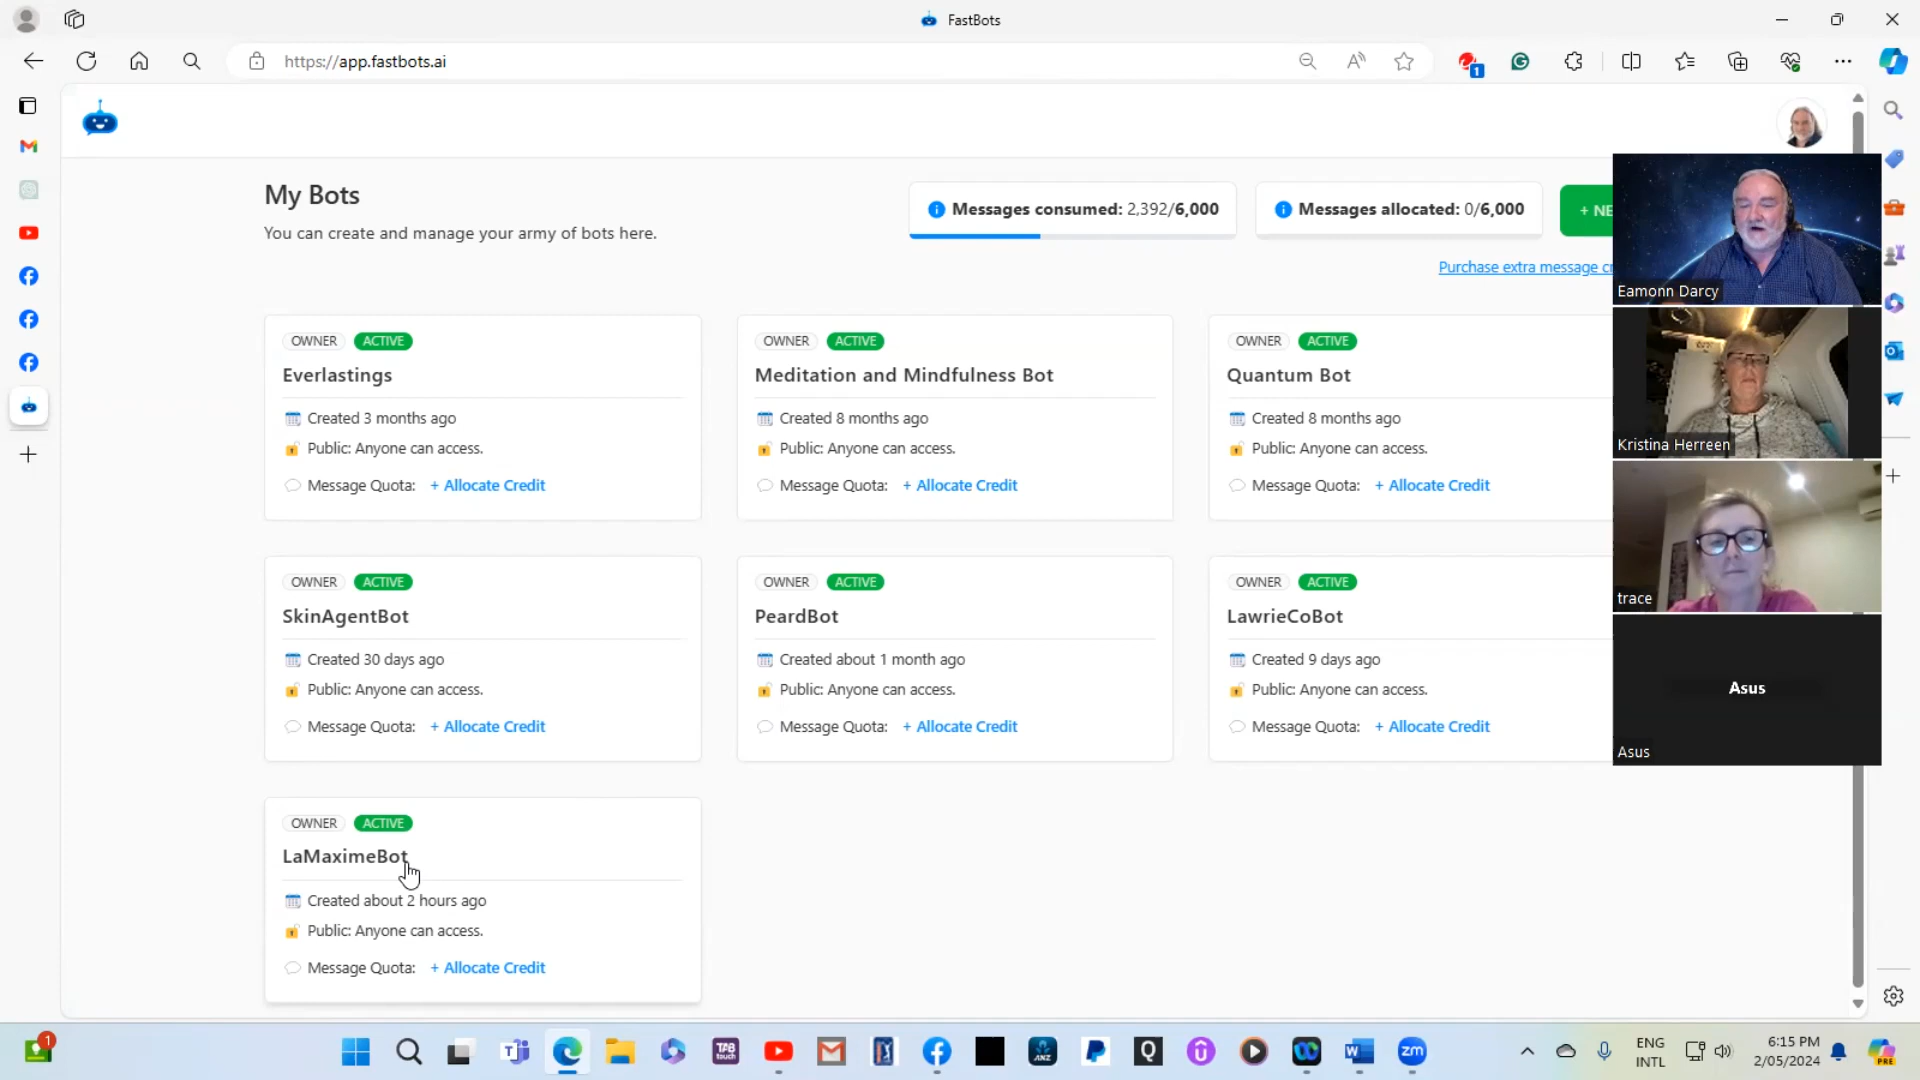 FastBots
https://app.fastbots.ai
1
My Bots
You can create and manage your army of bots here.
Messages consumed: 2,392/6,000
Messages allocated: 0/6,000
+ NE
Purchase extra message cr
Eamonn Darcy
Kristina Herreen
trace
Asus
Asus
OWNER ACTIVE
Everlastings
Created 3 months ago
Public: Anyone can access.
Message Quota: + Allocate Credit
OWNER ACTIVE
Meditation and Mindfulness Bot
Created 8 months ago
Public: Anyone can access.
Message Quota: + Allocate Credit
OWNER ACTIVE
Quantum Bot
Created 8 months ago
Public: Anyone can access.
Message Quota: + Allocate Credit
OWNER ACTIVE
SkinAgentBot
Created 30 days ago
Public: Anyone can access.
Message Quota: + Allocate Credit
OWNER ACTIVE
PeardBot
Created about 1 month ago
Public: Anyone can access.
Message Quota: + Allocate Credit
OWNER ACTIVE
LawrieCoBot
Created 9 days ago
Public: Anyone can access.
Message Quota: + Allocate Credit
OWNER ACTIVE
LaMaximeBot
Created about 2 hours ago
Public: Anyone can access.
Message Quota: + Allocate Credit
1
TAB
touch
ANZ
Q
zm
ENG
INTL
6:15 PM
2/05/2024
PRE